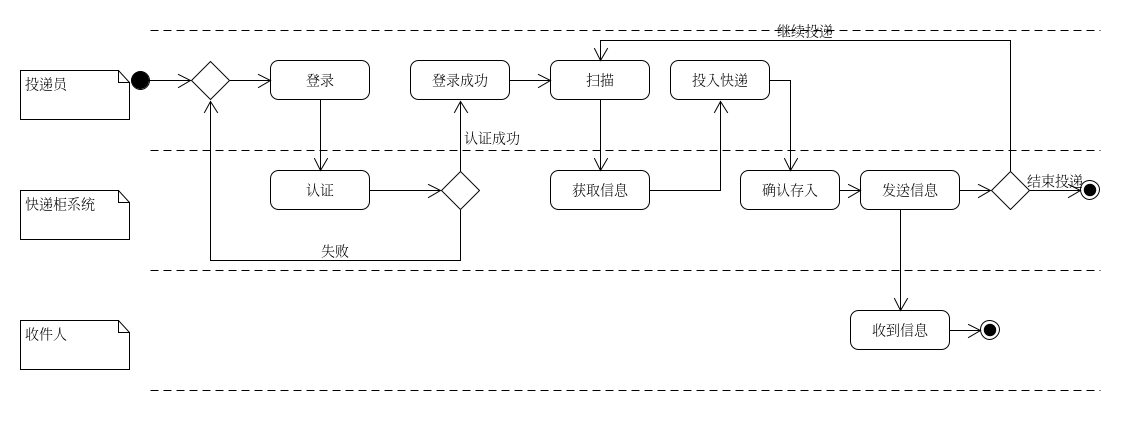 继续投递
投递员
登录
登录成功
扫描
投入快递
认证成功
快递柜系统
认证
获取信息
确认存入
发送信息
结束投递
失败
收件人
收到信息